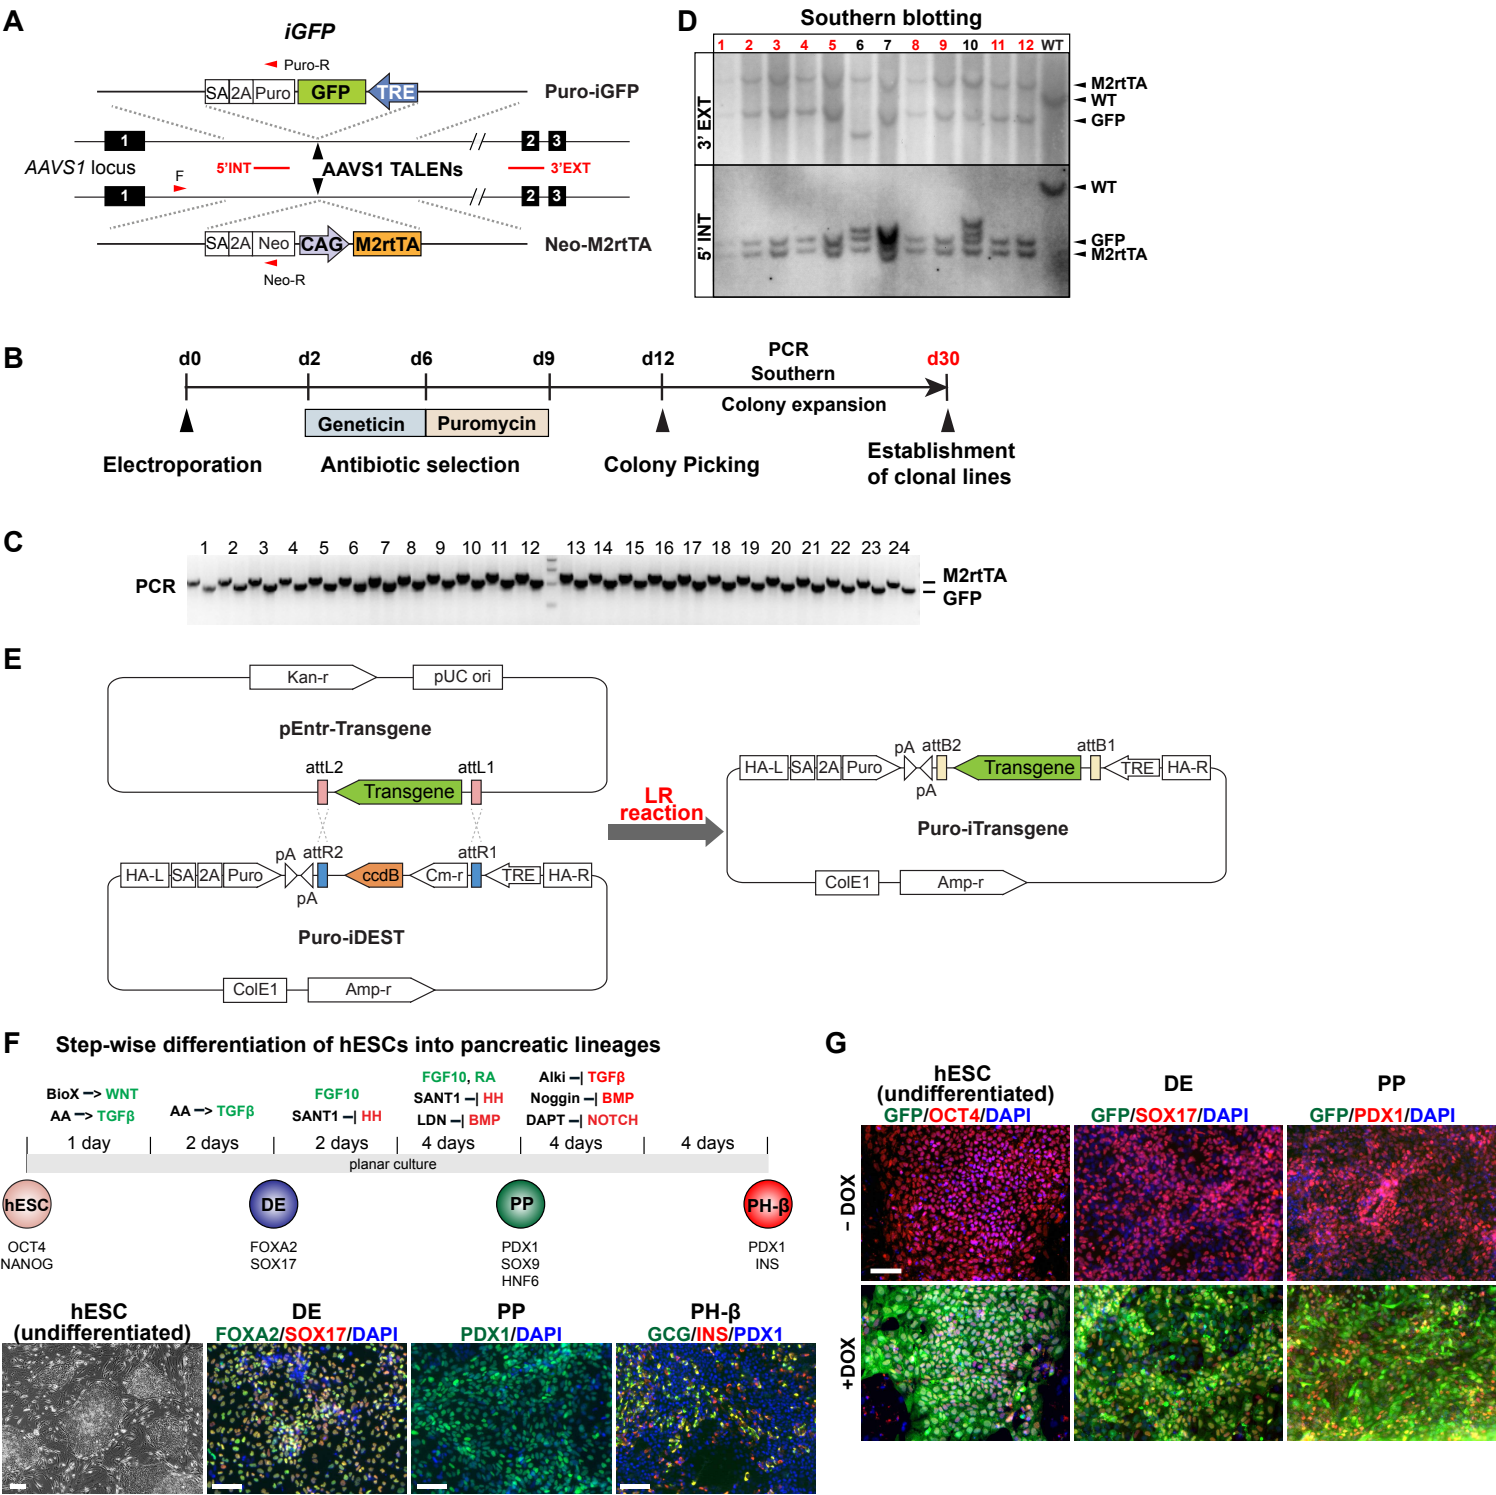 A
iGFP
Puro-R
SA 2A Puro GFP TRE
Puro-iGFP
1 2 3
AAVS1 locus
5'INT
AAVS1 TALENs
3'EXT
F
1 2 3
SA 2A Neo CAG M2rtTA
Neo-M2rtTA
Neo-R
D
Southern blotting
1 2 3 4 5 6 7 8 9 10 11 12 WT
3' EXT
M2rtTA
WT
GFP
5' INT
WT
GFP
M2rtTA
B
d0 d2 d6 d9 d12 d30
PCR
Southern
Colony expansion
Geneticin Puromycin
Electroporation
Antibiotic selection
Colony Picking
Establishment
of clonal lines
C
1 2 3 4 5 6 7 8 9 10 11 12 13 14 15 16 17 18 19 20 21 22 23 24
PCR
M2rtTA
GFP
E
Kan-r pUC ori
pEntr-Transgene
attL2 attL1
Transgene
pA attR2 attR1
HA-L SA 2A Puro ccdB Cm-r TRE HA-R
pA
Puro-iDEST
ColE1 Amp-r
LR
reaction
pA attB2 attB1
HA-L SA 2A Puro Transgene TRE HA-R
pA
Puro-iTransgene
ColE1 Amp-r
F
Step-wise differentiation of hESCs into pancreatic lineages
BioX –> WNT
AA –> TGFβ
AA –> TGFβ
FGF10
SANT1 –| HH
FGF10, RA
SANT1 –| HH
LDN –| BMP
Alki –| TGFβ
Noggin –| BMP
DAPT –| NOTCH
1 day 2 days 2 days 4 days 4 days 4 days
planar culture
hESC DE PP PH-β
OCT4
NANOG
FOXA2
SOX17
PDX1
SOX9
HNF6
PDX1
INS
hESC
(undifferentiated)
DE
FOXA2/SOX17/DAPI
PP
PDX1/DAPI
PH-β
GCG/INS/PDX1
G
hESC
(undifferentiated)
GFP/OCT4/DAPI
DE
GFP/SOX17/DAPI
PP
GFP/PDX1/DAPI
– DOX
+DOX